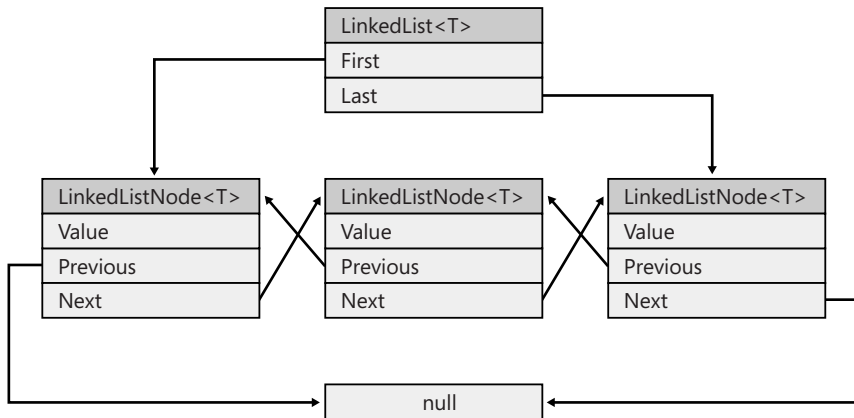 LinkedList<T>
First
Last
LinkedListNode<T>
Value
Previous
Next
LinkedListNode<T>
Value
Previous
Next
LinkedListNode<T>
Value
Previous
Next
null